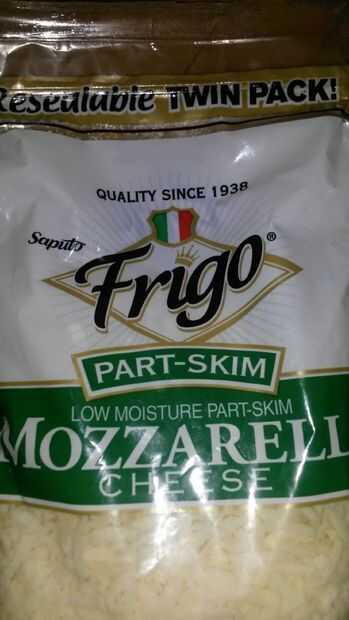 Resealable TWIN PACK!
QUALITY SINCE 1938
Saputo
Frigo®
PART-SKIM
LOW MOISTURE PART-SKIM
MOZZARELL
CHEESE